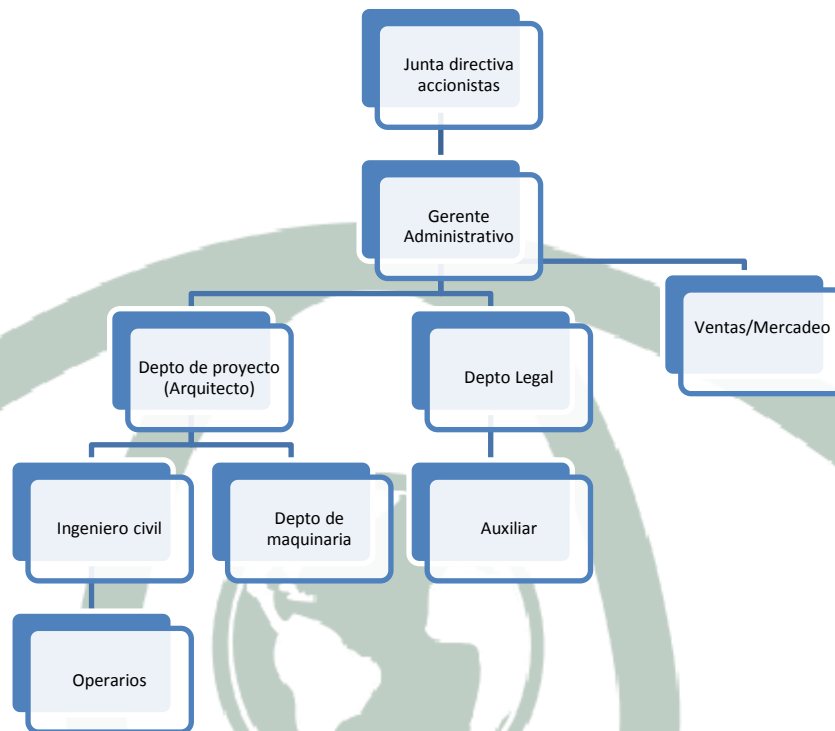 Junta directiva
accionistas
Gerente
Administrativo
Ventas/Mercadeo
Depto de proyecto
(Arquitecto)
Depto Legal
Ingeniero civil
Depto de
maquinaria
Auxiliar
Operarios